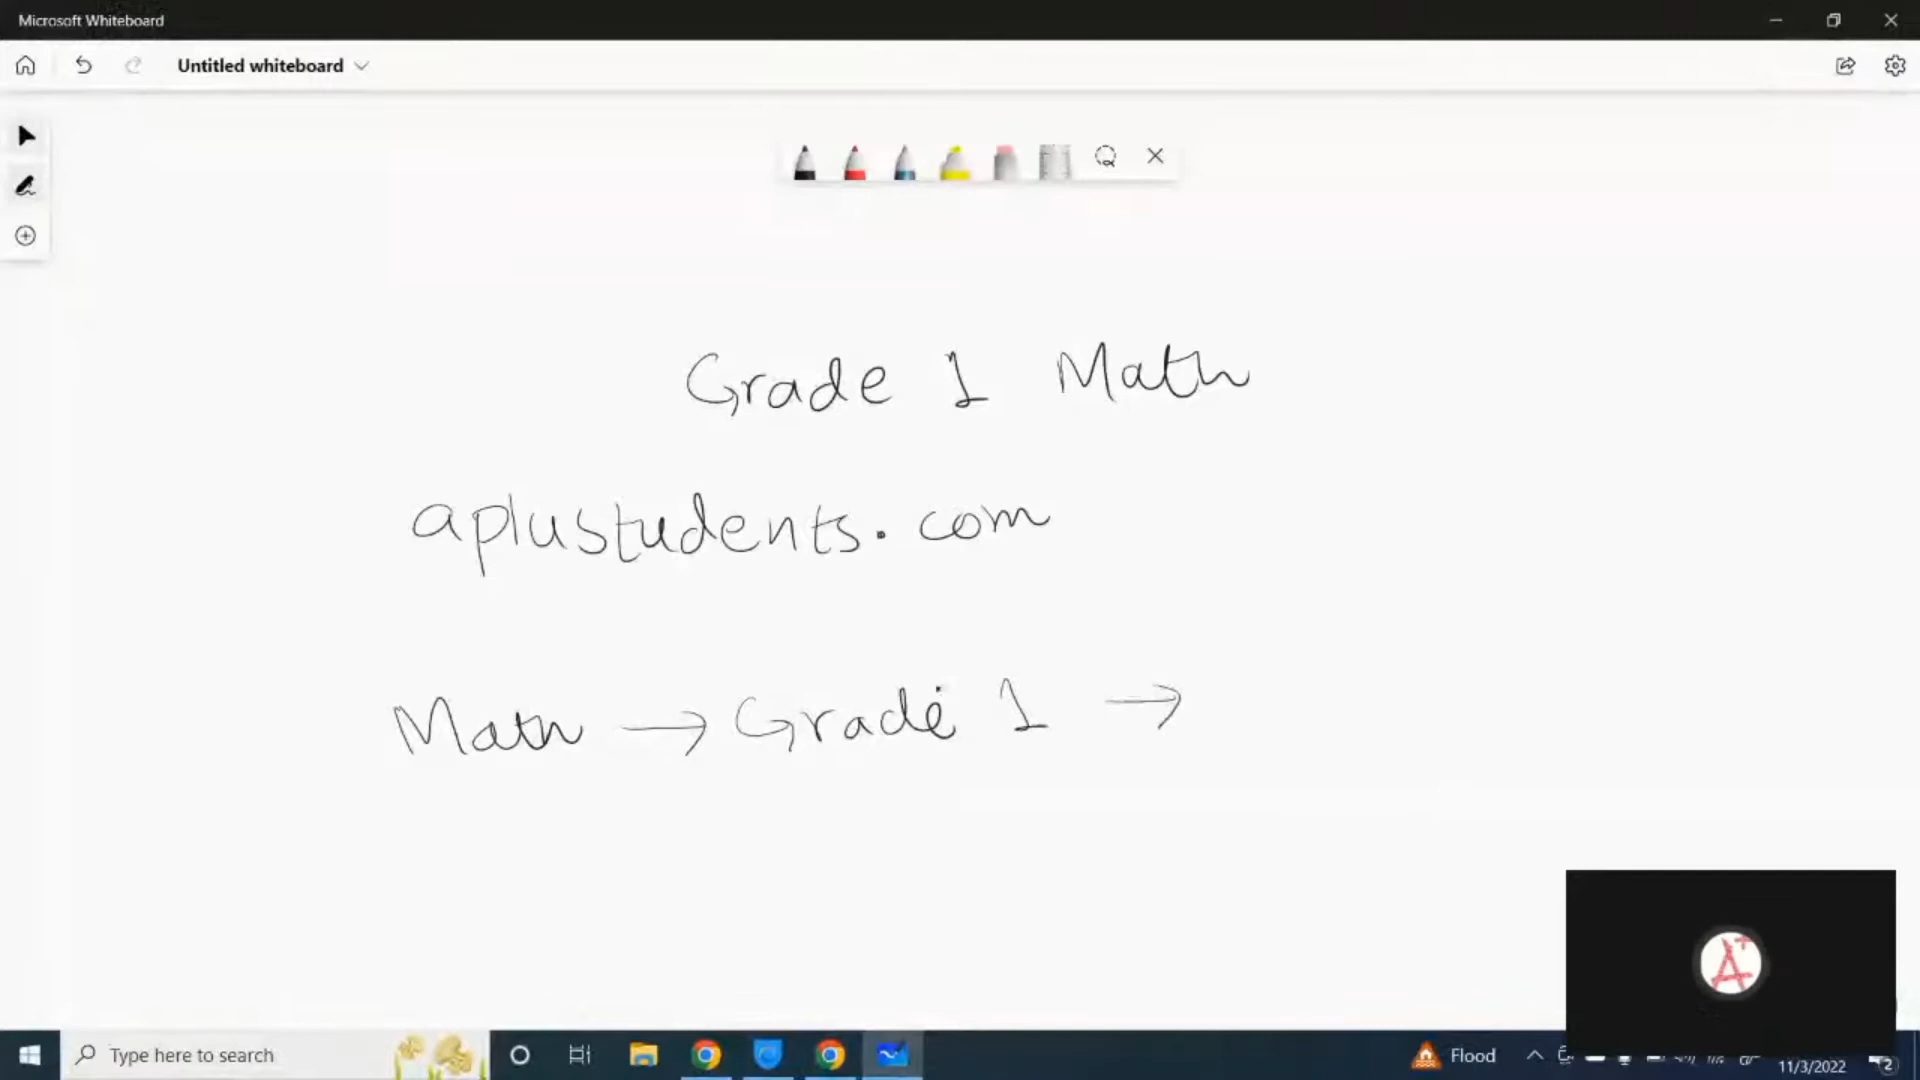 Microsoft Whiteboard
Untitled whiteboard
Grade 1 Math
aplustudents.com
Math → Grade 1 →
A+
Type here to search
Flood
11/3/2022
2